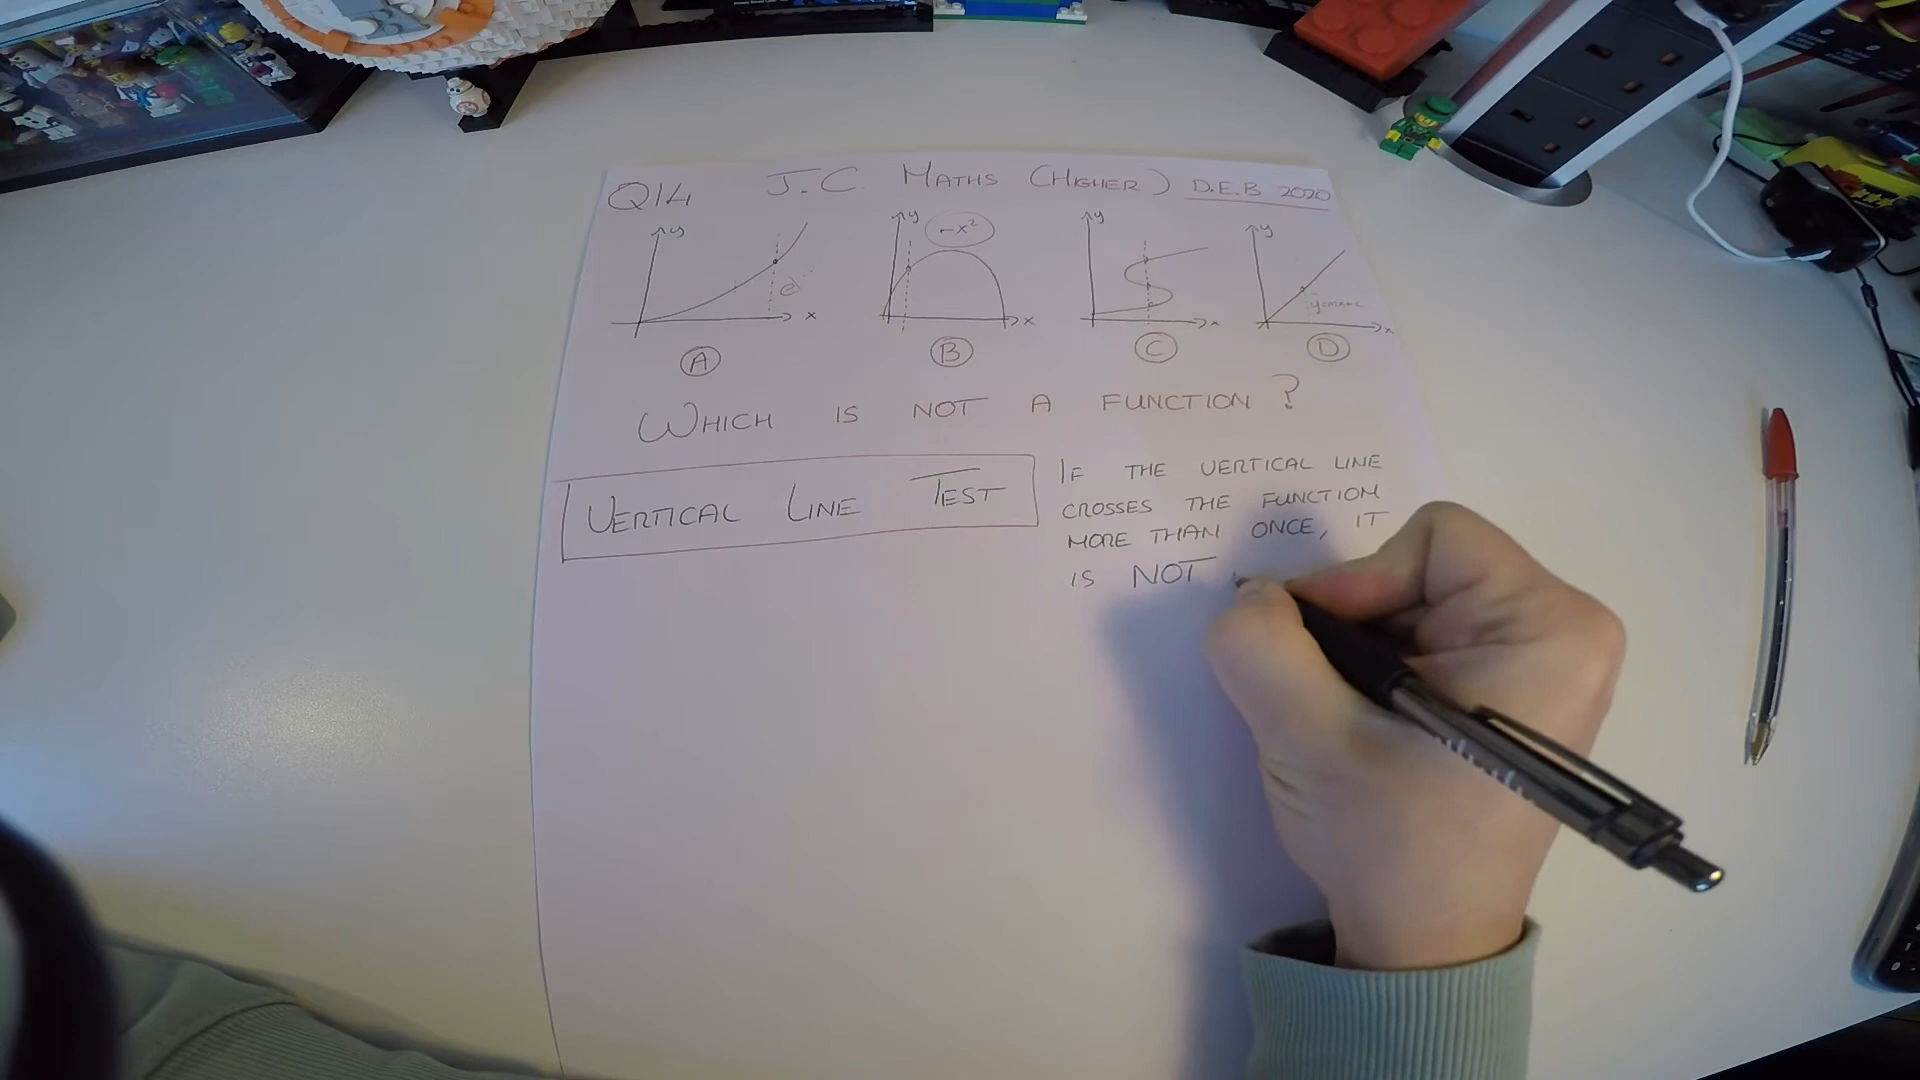 Q14 J.C MATHS (HIGHER) D.E.B 2020
y y -x² y y
x x x y=mx+c x
A B C D
WHICH IS NOT A FUNCTION?
VERTICAL LINE TEST
IF THE VERTICAL LINE
CROSSES THE FUNCTION
MORE THAN ONCE, IT
IS NOT